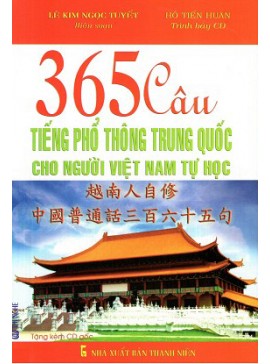 LÊ KIM NGỌC TUYẾT
Biên soạn
HỒ TIẾN HUÂN
Trình bày CD
365 Câu
TIẾNG PHỔ THÔNG TRUNG QUỐC
CHO NGƯỜI VIỆT NAM TỰ HỌC
越南人自修
中國普通話三百六十五句
Tặng kèm CD gốc
NHÀ XUẤT BẢN THANH NIÊN